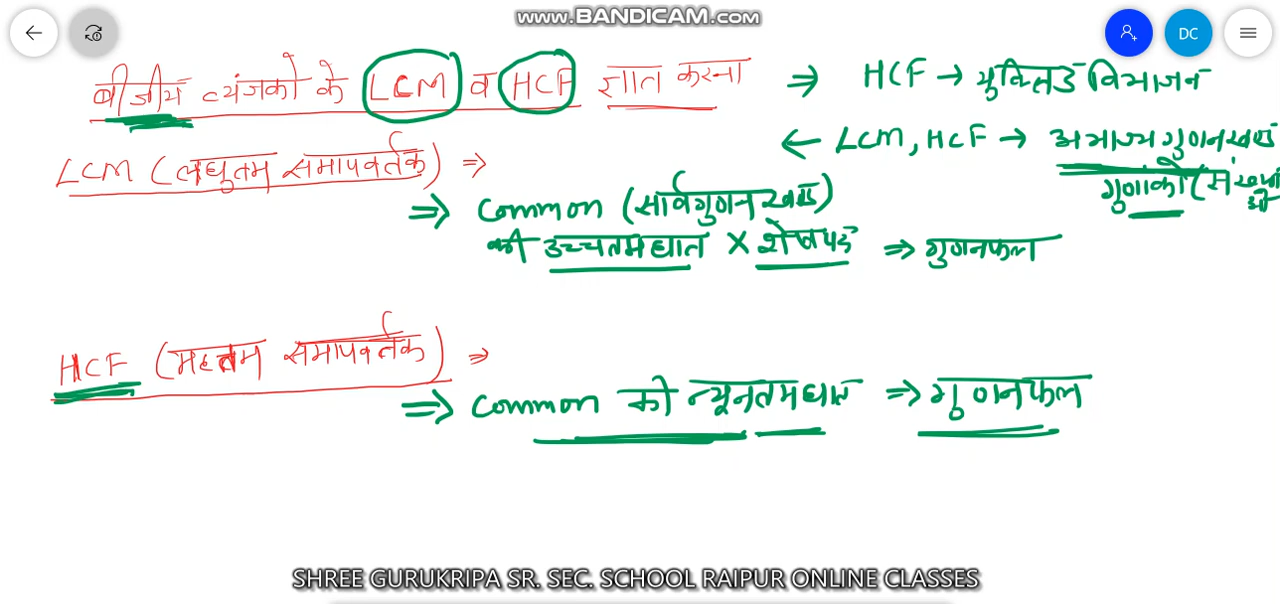 www.BANDICAM.com
DC
बीजीय व्यंजको के LCM व HCF ज्ञात करना
⇒ HCF → युक्लिड विभाजन
LCM (लघुतम समापवर्तक) ⇒
← LCM, HCF → अभाज्य गुणनखण्ड
गुणाको (संख्याओ
⇒ common (सार्वगुणनखण्ड)
की उच्चतमघात × शेषपद ⇒ गुणनफल
HCF (महत्तम समापवर्तक) ⇒
⇒ common की न्यूनतमघात ⇒ गुणनफल
SHREE GURUKRIPA SR. SEC. SCHOOL RAIPUR ONLINE CLASSES